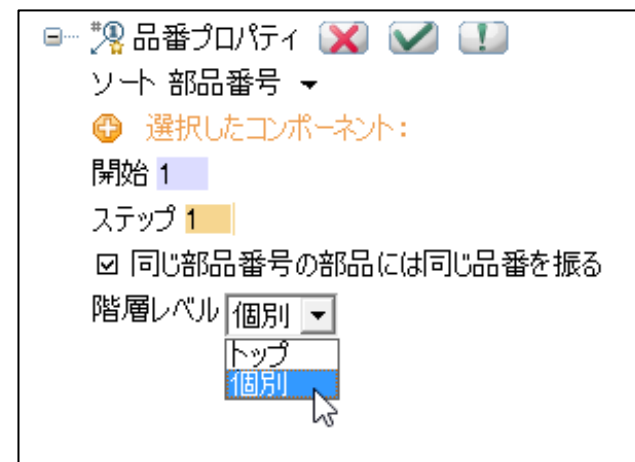 品番プロパティ
ソート 部品番号
選択したコンポーネント:
開始 1
ステップ 1
同じ部品番号の部品には同じ品番を振る
階層レベル 個別
トップ
個別